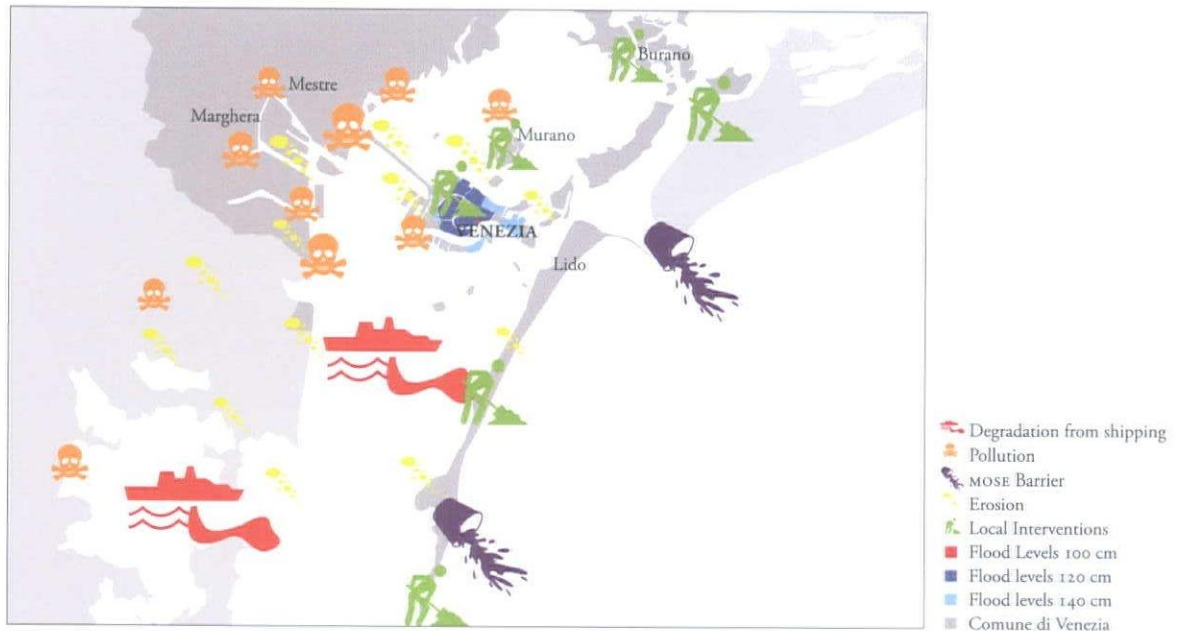 Burano
Mestre
Marghera
Murano
VENEZIA
Lido
Degradation from shipping
Pollution
MOSE Barrier
Erosion
Local Interventions
Flood Levels 100 cm
Flood levels 120 cm
Flood levels 140 cm
Comune di Venezia